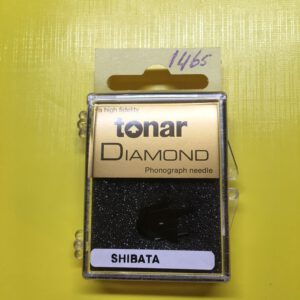 1465
high fidelity
tonar
DIAMOND
Phonograph needle
SHIBATA